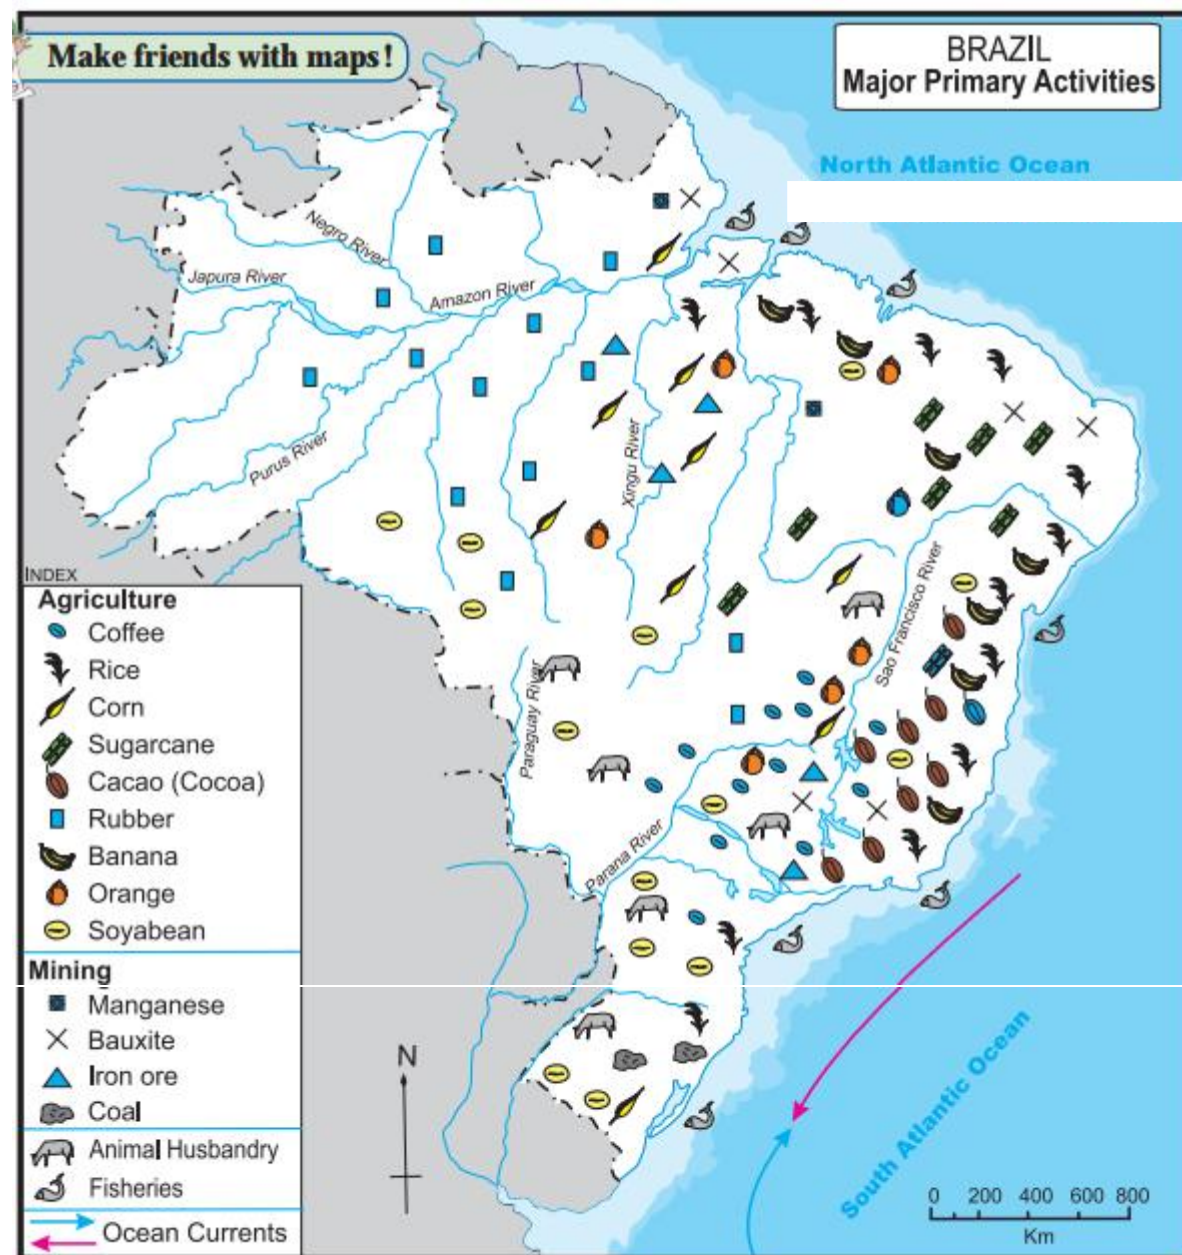 Make friends with maps!
BRAZIL
Major Primary Activities
North Atlantic Ocean
Negro River
Japura River
Amazon River
Purus River
Xingu River
Sao Francisco River
Paraguay River
Parana River
INDEX
Agriculture
Coffee
Rice
Corn
Sugarcane
Cacao (Cocoa)
Rubber
Banana
Orange
Soyabean
Mining
Manganese
Bauxite
Iron ore
Coal
Animal Husbandry
Fisheries
Ocean Currents
N
South Atlantic Ocean
0 200 400 600 800
Km